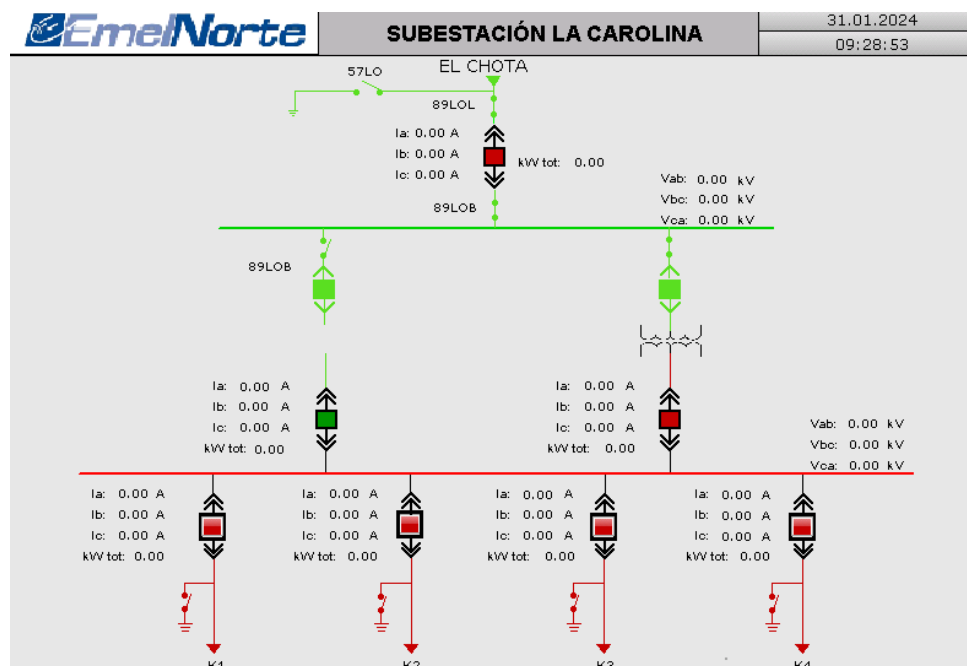 EmelNorte
SUBESTACIÓN LA CAROLINA
31.01.2024
09:28:53
EL CHOTA
57LO
89LOL
Ia: 0.00 A
Ib: 0.00 A
Ic: 0.00 A
kW tot: 0.00
Vab: 0.00 kV
Vbc: 0.00 kV
Vca: 0.00 kV
89LOB
89LOB
Ia: 0.00 A
Ib: 0.00 A
Ic: 0.00 A
kW tot: 0.00
Ia: 0.00 A
Ib: 0.00 A
Ic: 0.00 A
kW tot: 0.00
Vab: 0.00 kV
Vbc: 0.00 kV
Vca: 0.00 kV
Ia: 0.00 A
Ib: 0.00 A
Ic: 0.00 A
kW tot: 0.00
Ia: 0.00 A
Ib: 0.00 A
Ic: 0.00 A
kW tot: 0.00
Ia: 0.00 A
Ib: 0.00 A
Ic: 0.00 A
kW tot: 0.00
Ia: 0.00 A
Ib: 0.00 A
Ic: 0.00 A
kW tot: 0.00
K1
K2
K3
K4